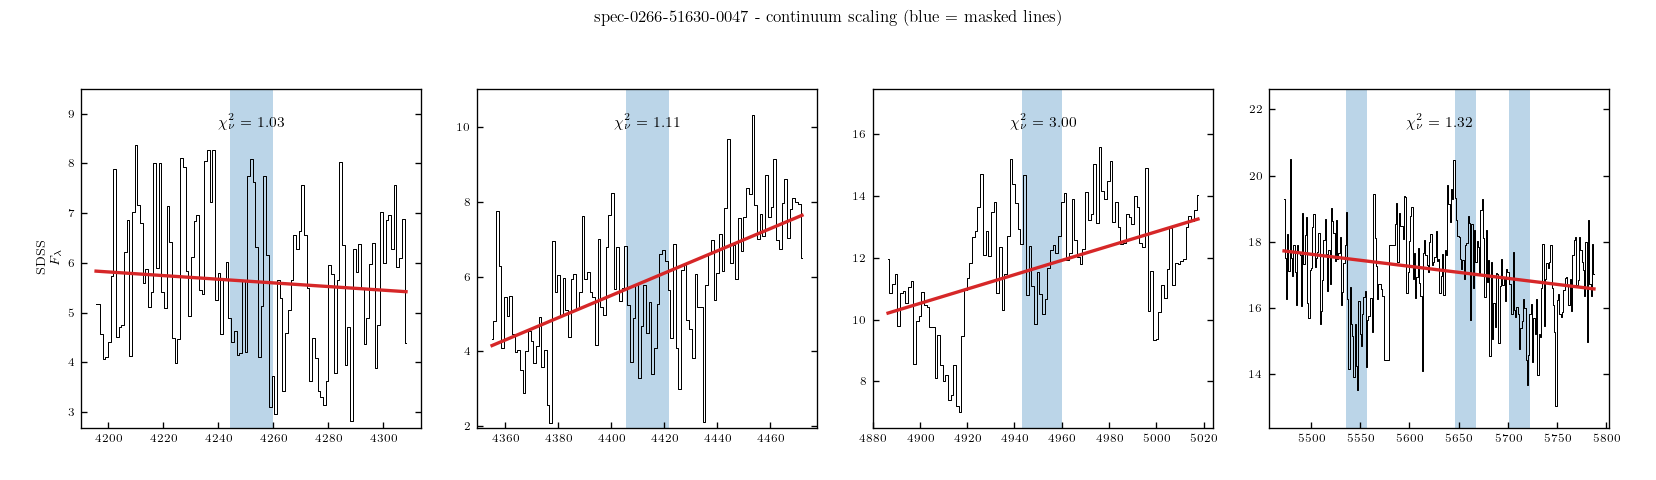 spec-0266-51630-0047 - continuum scaling (blue = masked lines)
SDSS
F_λ
χ²_ν = 1.03
9
8
7
6
5
4
3
4200 4220 4240 4260 4280 4300
χ²_ν = 1.11
10
8
6
4
2
4360 4380 4400 4420 4440 4460
χ²_ν = 3.00
16
14
12
10
8
4880 4900 4920 4940 4960 4980 5000 5020
χ²_ν = 1.32
22
20
18
16
14
5500 5550 5600 5650 5700 5750 5800